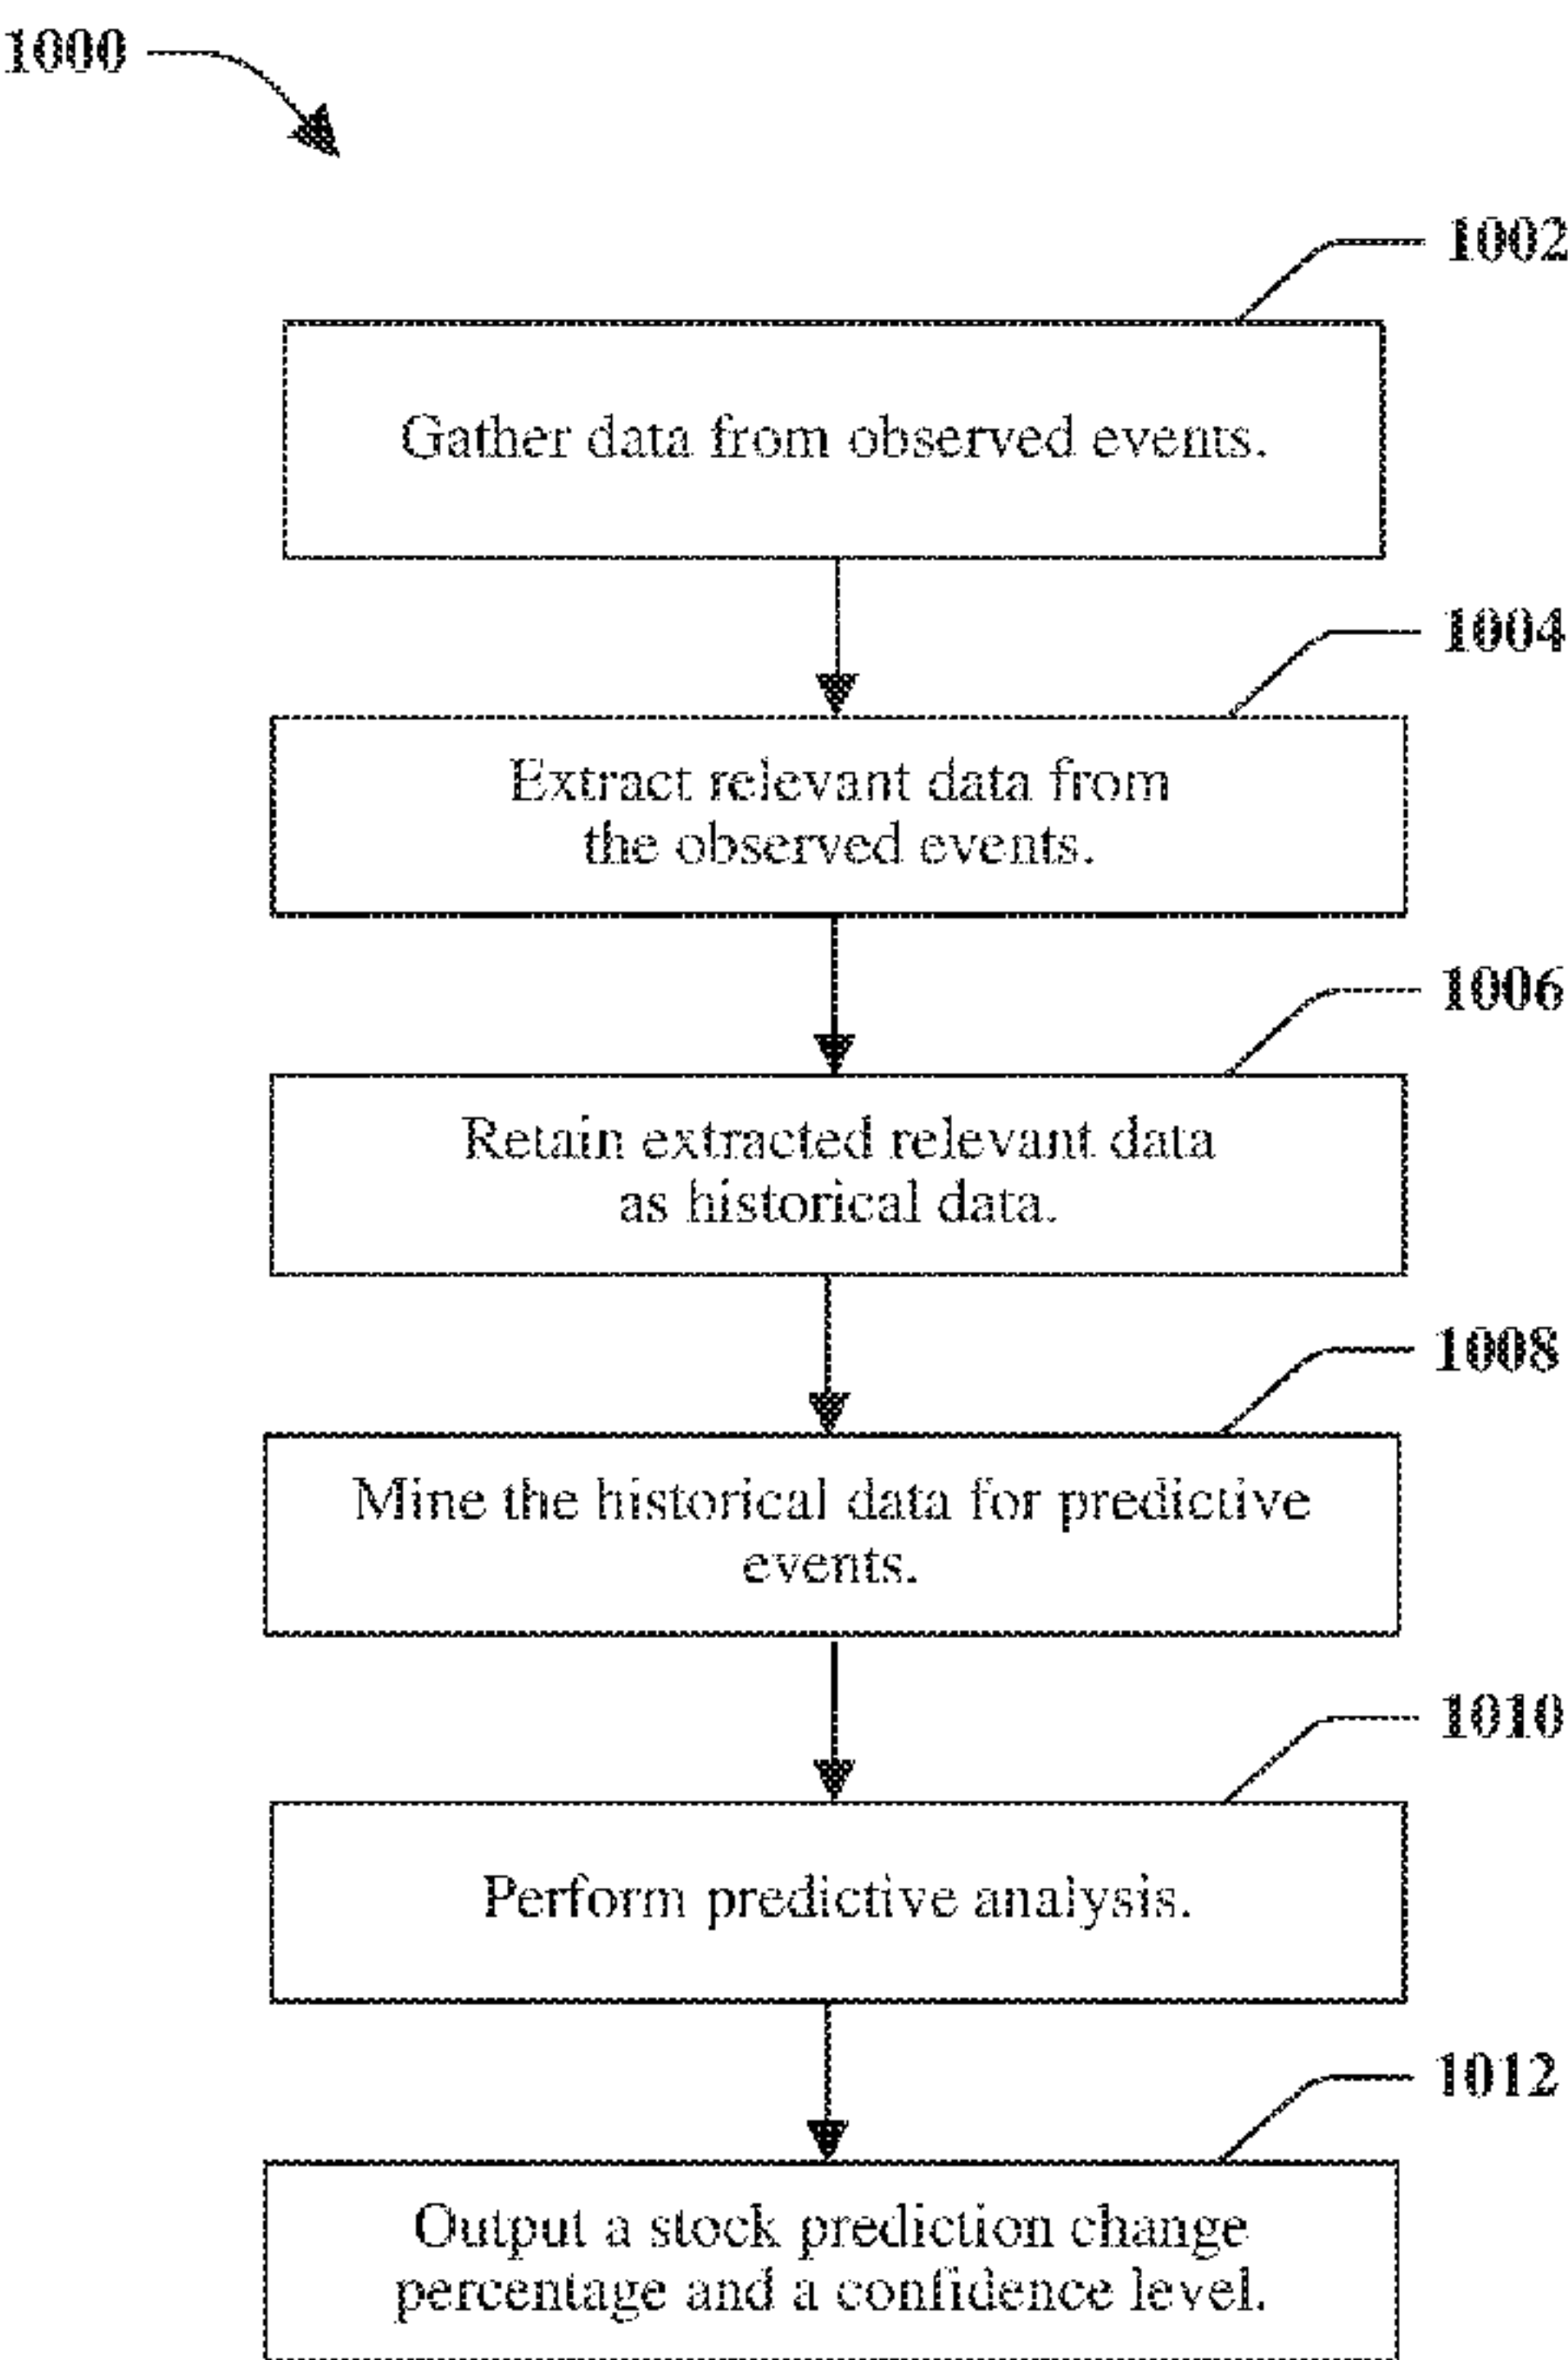 1000
1002
Gather data from observed events.
1004
Extract relevant data from
the observed events.
1006
Retain extracted relevant data
as historical data.
1008
Mine the historical data for predictive
events.
1010
Perform predictive analysis.
1012
Output a stock prediction change
percentage and a confidence level.